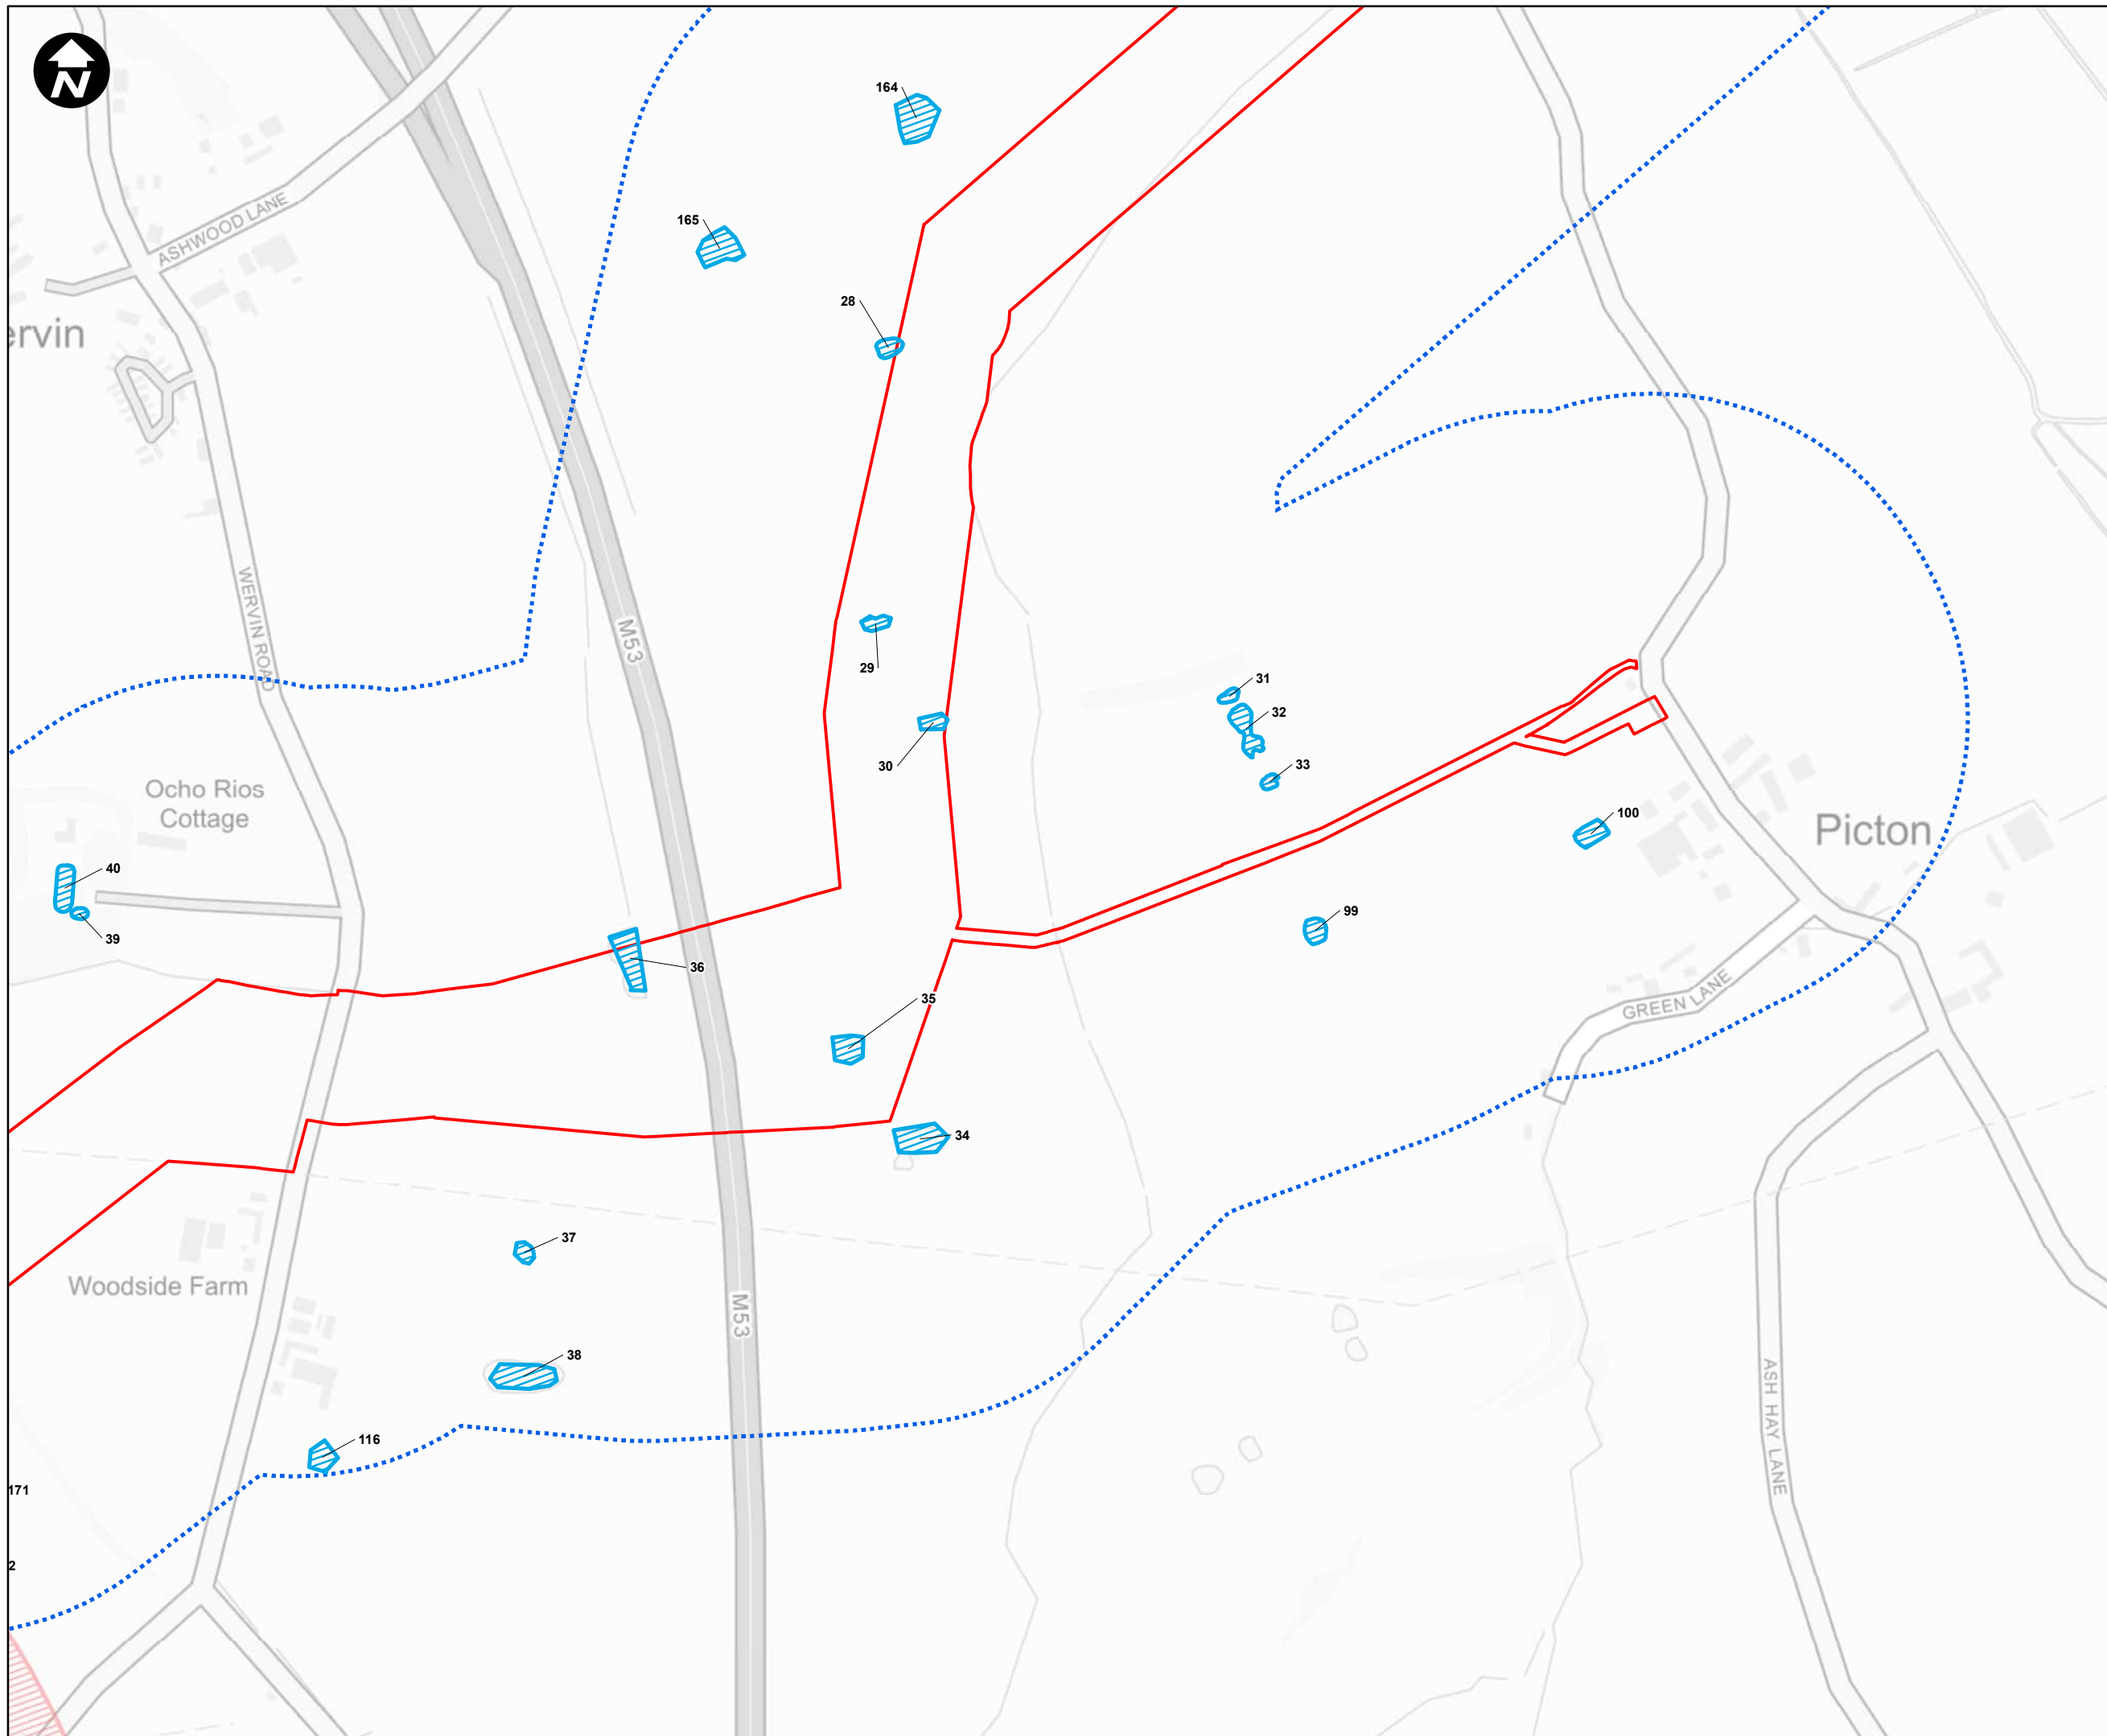 N
164
ASHWOOD LANE
165
28
ervin
WERVIN ROAD
M53
29
31
32
30
33
Ocho Rios
Cottage
100
Picton
40
99
39
36
35
GREEN LANE
34
37
Woodside Farm
M53
38
ASH HAY LANE
116
171
2